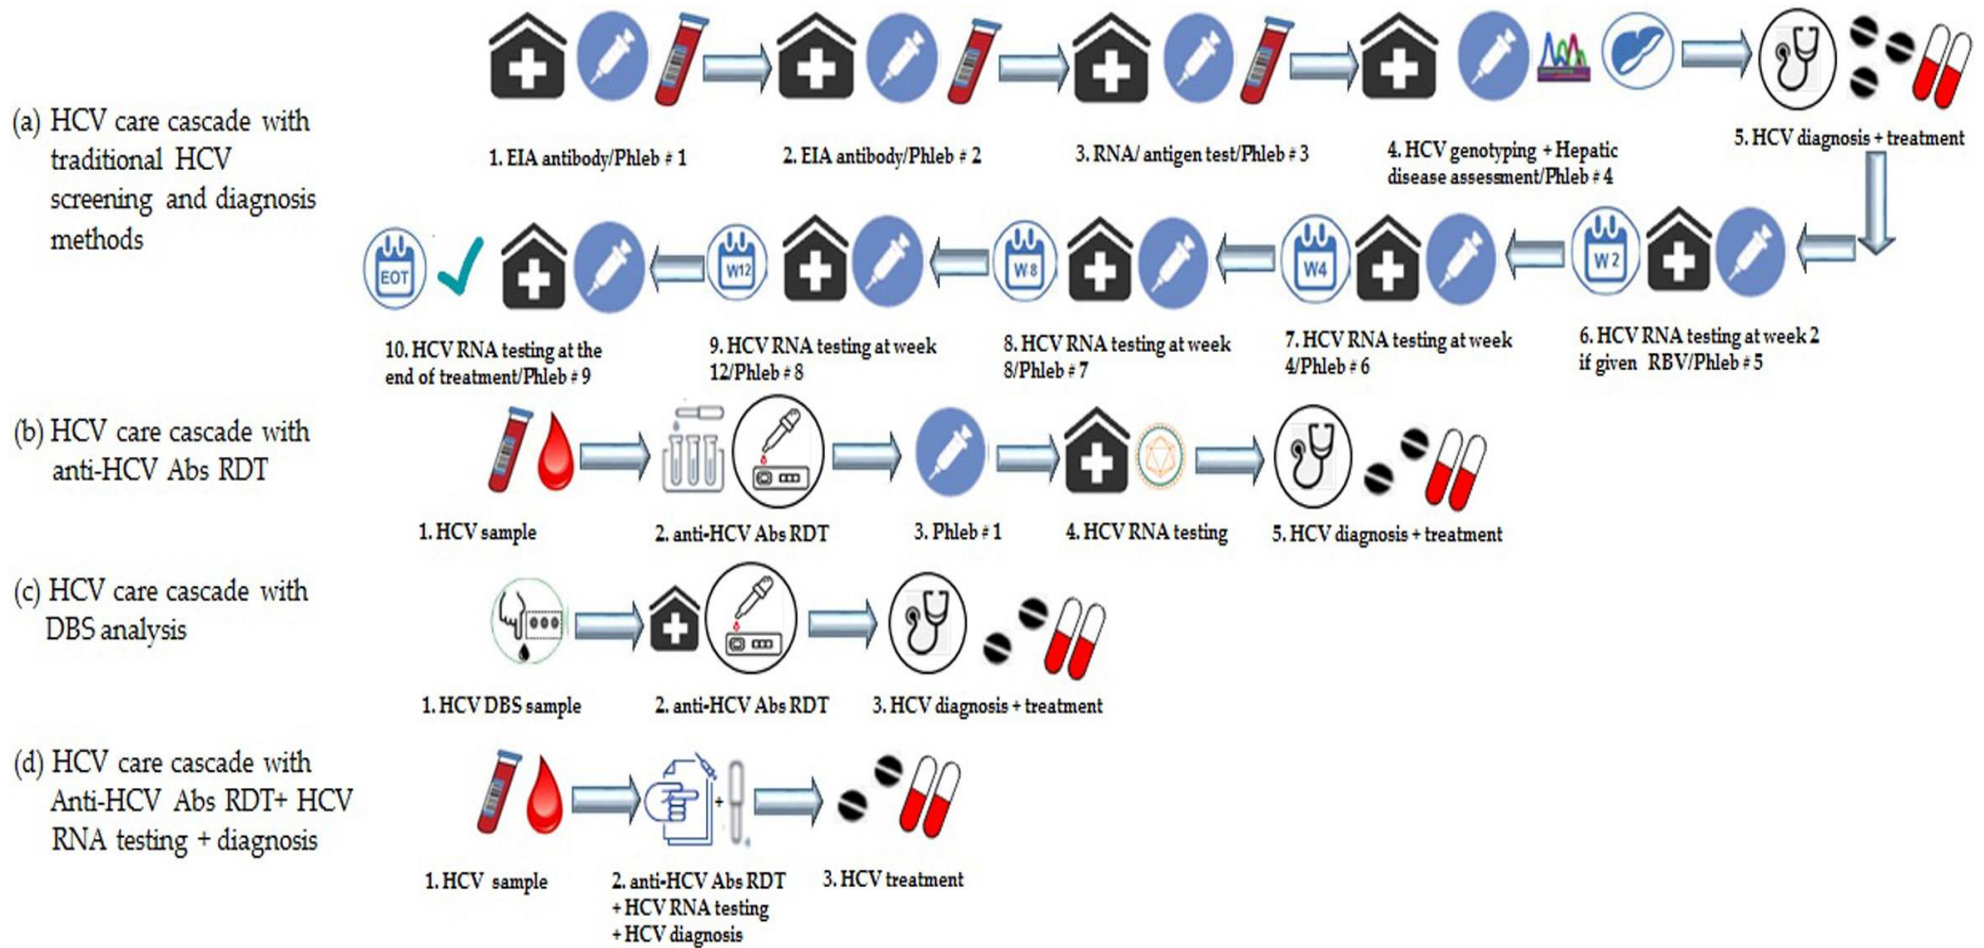 (a) HCV care cascade with
traditional HCV
screening and diagnosis
methods
1. EIA antibody/Phleb # 1
2. EIA antibody/Phleb # 2
3. RNA/ antigen test/Phleb # 3
4. HCV genotyping + Hepatic
disease assessment/Phleb # 4
5. HCV diagnosis + treatment
EOT
W12
W8
W4
W 2
10. HCV RNA testing at the
end of treatment/Phleb # 9
9. HCV RNA testing at week
12/Phleb # 8
8. HCV RNA testing at week
8/Phleb # 7
7. HCV RNA testing at week
4/Phleb # 6
6. HCV RNA testing at week 2
if given RBV/Phleb # 5
(b) HCV care cascade with
anti-HCV Abs RDT
1. HCV sample
2. anti-HCV Abs RDT
3. Phleb # 1
4. HCV RNA testing
5. HCV diagnosis + treatment
(c) HCV care cascade with
DBS analysis
1. HCV DBS sample
2. anti-HCV Abs RDT
3. HCV diagnosis + treatment
(d) HCV care cascade with
Anti-HCV Abs RDT+ HCV
RNA testing + diagnosis
+
1. HCV sample
2. anti-HCV Abs RDT
+ HCV RNA testing
+ HCV diagnosis
3. HCV treatment